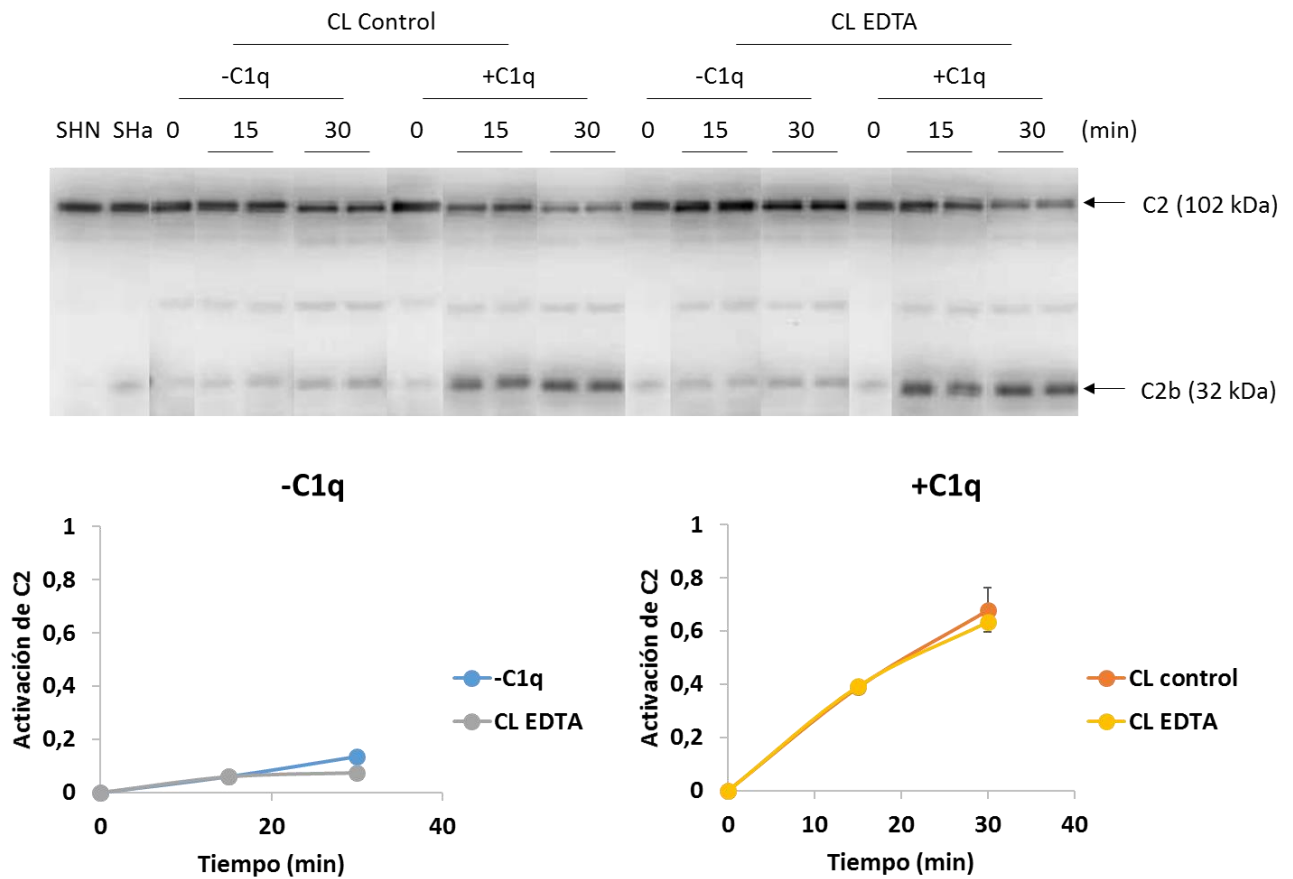 CL Control CL EDTA
-C1q +C1q -C1q +C1q
SHN SHa 0 15 30 0 15 30 0 15 30 0 15 30 (min)
C2 (102 kDa)
C2b (32 kDa)
-C1q
Activación de C2
1
0,8
0,6
0,4
0,2
0
0 20 40
Tiempo (min)
-C1q
CL EDTA
+C1q
Activación de C2
1
0,8
0,6
0,4
0,2
0
0 10 20 30 40
Tiempo (min)
CL control
CL EDTA